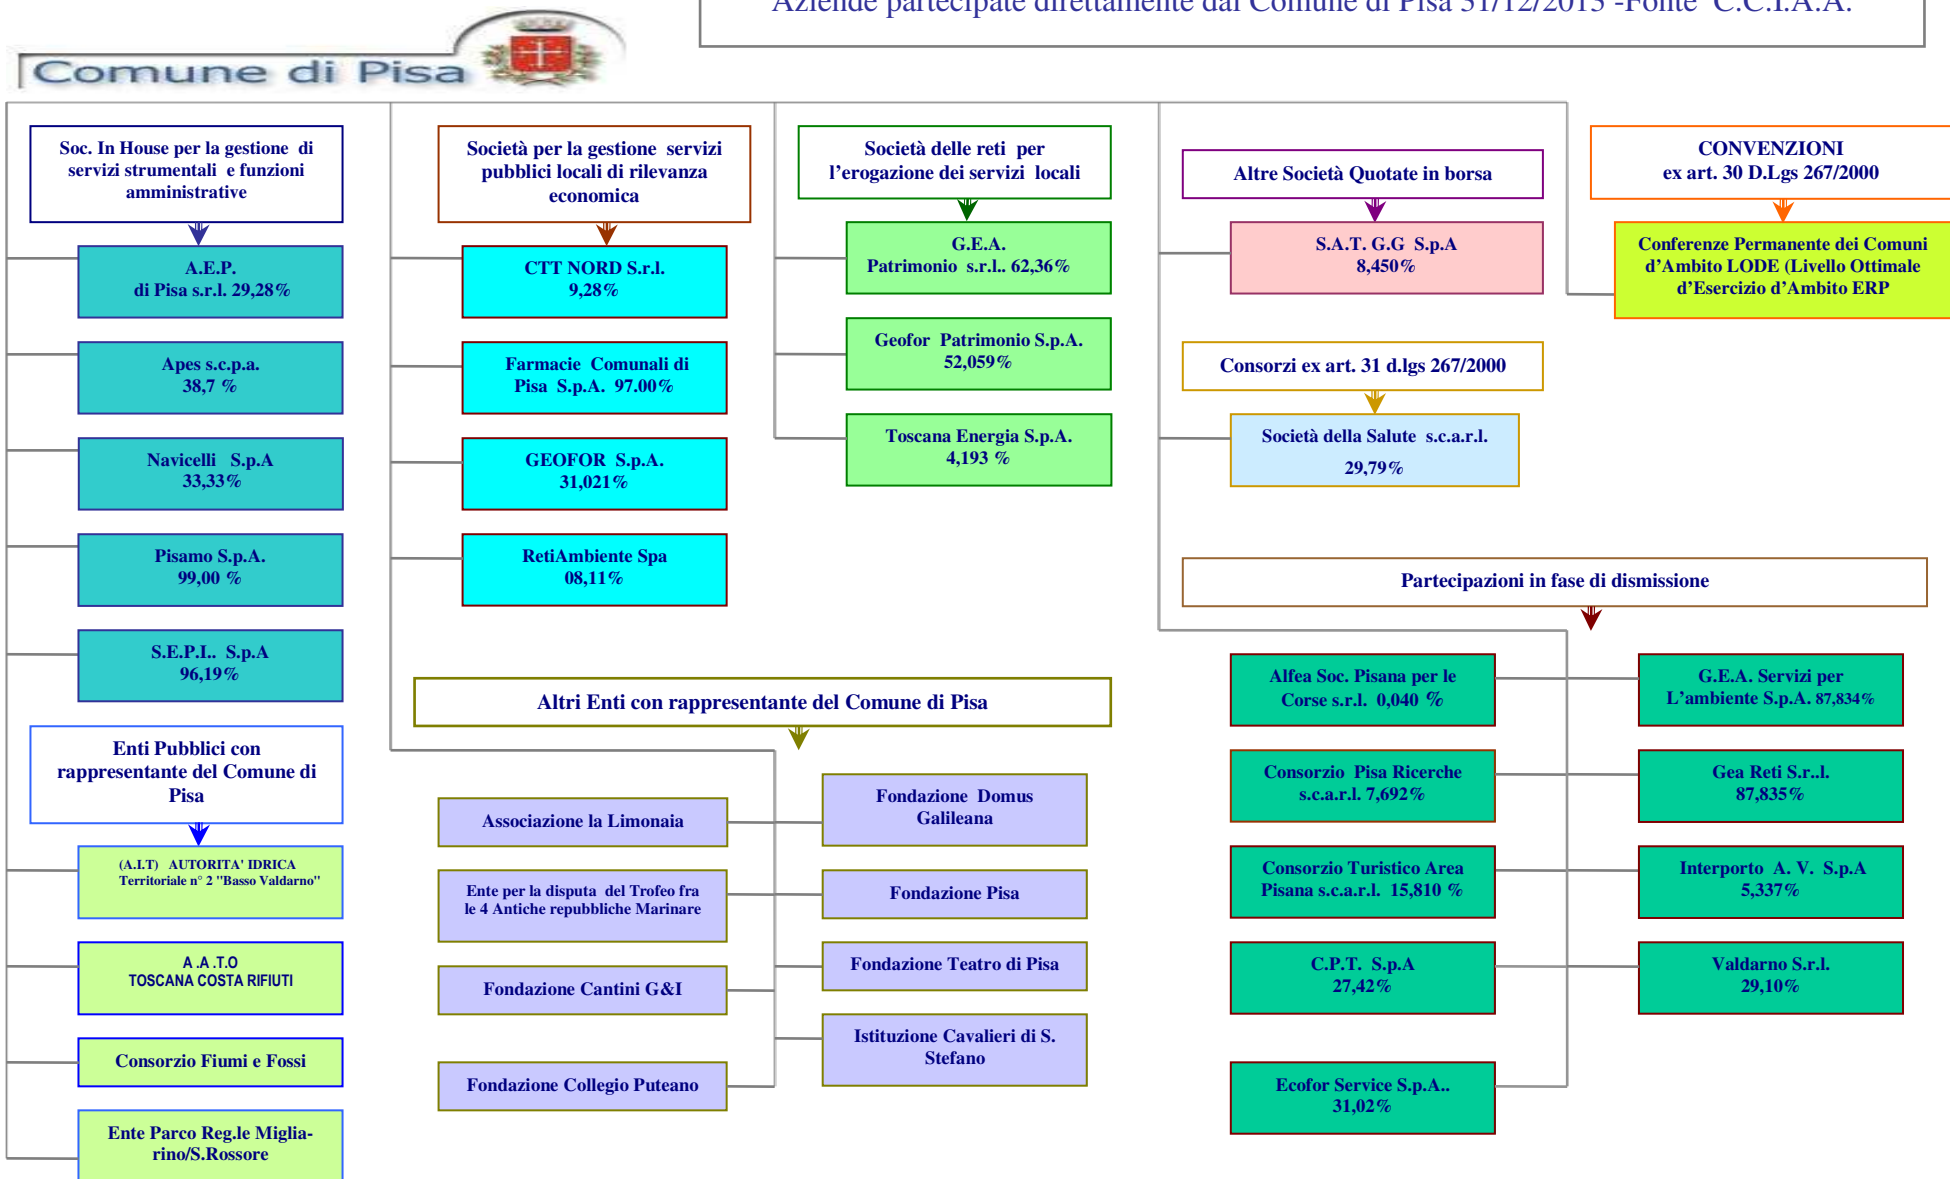 Aziende partecipate direttamente dal Comune di Pisa 31/12/2013 -Fonte C.C.I.A.A.
Comune di Pisa
Soc. In House per la gestione di
servizi strumentali e funzioni
amministrative
A.E.P.
di Pisa s.r.l. 29,28%
Apes s.c.p.a.
38,7 %
Navicelli S.p.A
33,33%
Pisamo S.p.A.
99,00 %
S.E.P.I.. S.p.A
96,19%
Enti Pubblici con
rappresentante del Comune di
Pisa
(A.I.T) AUTORITA' IDRICA
Territoriale n° 2 "Basso Valdarno"
A .A .T.O
TOSCANA COSTA RIFIUTI
Consorzio Fiumi e Fossi
Ente Parco Reg.le Miglia-
rino/S.Rossore
Società per la gestione servizi
pubblici locali di rilevanza
economica
CTT NORD S.r.l.
9,28%
Farmacie Comunali di
Pisa S.p.A. 97.00%
GEOFOR S.p.A.
31,021%
RetiAmbiente Spa
08,11%
Società delle reti per
l'erogazione dei servizi locali
G.E.A.
Patrimonio s.r.l.. 62,36%
Geofor Patrimonio S.p.A.
52,059%
Toscana Energia S.p.A.
4,193 %
Altri Enti con rappresentante del Comune di Pisa
Associazione la Limonaia
Ente per la disputa del Trofeo fra
le 4 Antiche repubbliche Marinare
Fondazione Cantini G&I
Fondazione Collegio Puteano
Fondazione Domus
Galileana
Fondazione Pisa
Fondazione Teatro di Pisa
Istituzione Cavalieri di S.
Stefano
Altre Società Quotate in borsa
S.A.T. G.G S.p.A
8,450%
Consorzi ex art. 31 d.lgs 267/2000
Società della Salute s.c.a.r.l.
29,79%
CONVENZIONI
ex art. 30 D.Lgs 267/2000
Conferenze Permanente dei Comuni
d'Ambito LODE (Livello Ottimale
d'Esercizio d'Ambito ERP
Partecipazioni in fase di dismissione
Alfea Soc. Pisana per le
Corse s.r.l. 0,040 %
Consorzio Pisa Ricerche
s.c.a.r.l. 7,692%
Consorzio Turistico Area
Pisana s.c.a.r.l. 15,810 %
C.P.T. S.p.A
27,42%
Ecofor Service S.p.A..
31,02%
G.E.A. Servizi per
L'ambiente S.p.A. 87,834%
Gea Reti S.r..l.
87,835%
Interporto A. V. S.p.A
5,337%
Valdarno S.r.l.
29,10%